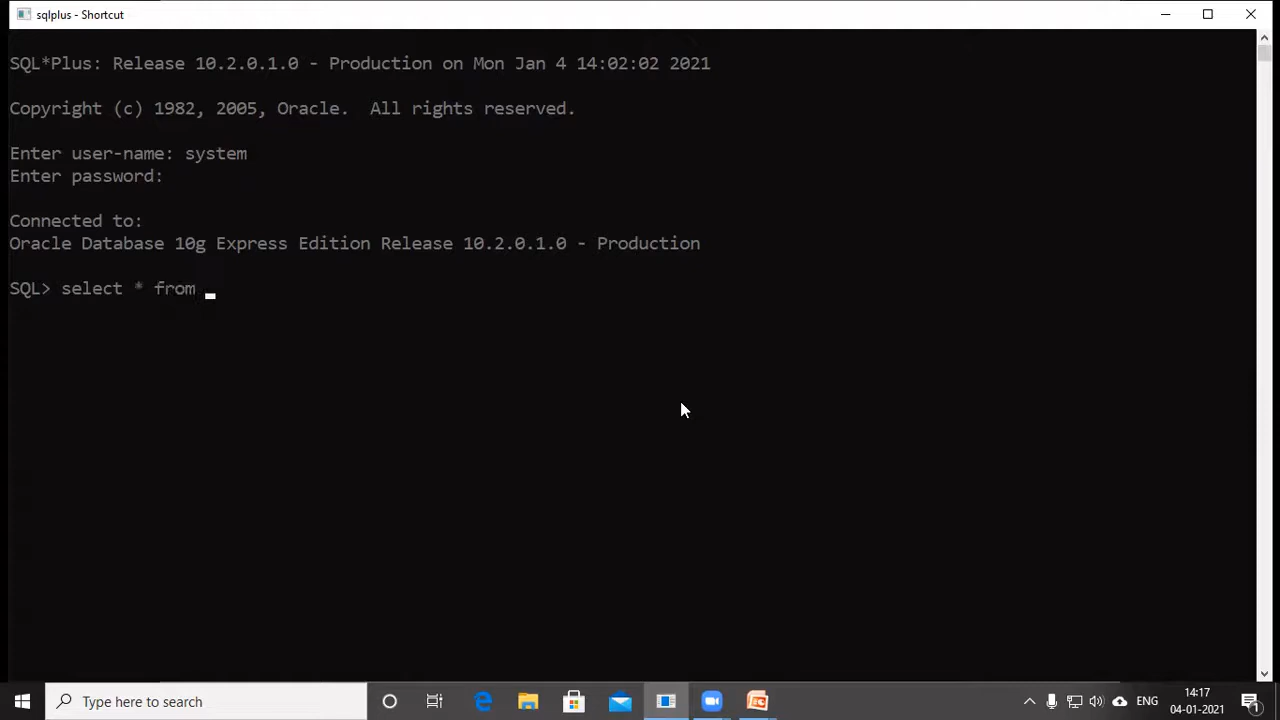 sqlplus - Shortcut
SQL*Plus: Release 10.2.0.1.0 - Production on Mon Jan 4 14:02:02 2021
Copyright (c) 1982, 2005, Oracle.  All rights reserved.
Enter user-name: system
Enter password:
Connected to:
Oracle Database 10g Express Edition Release 10.2.0.1.0 - Production
SQL> select * from
Type here to search
ENG
14:17
04-01-2021
1